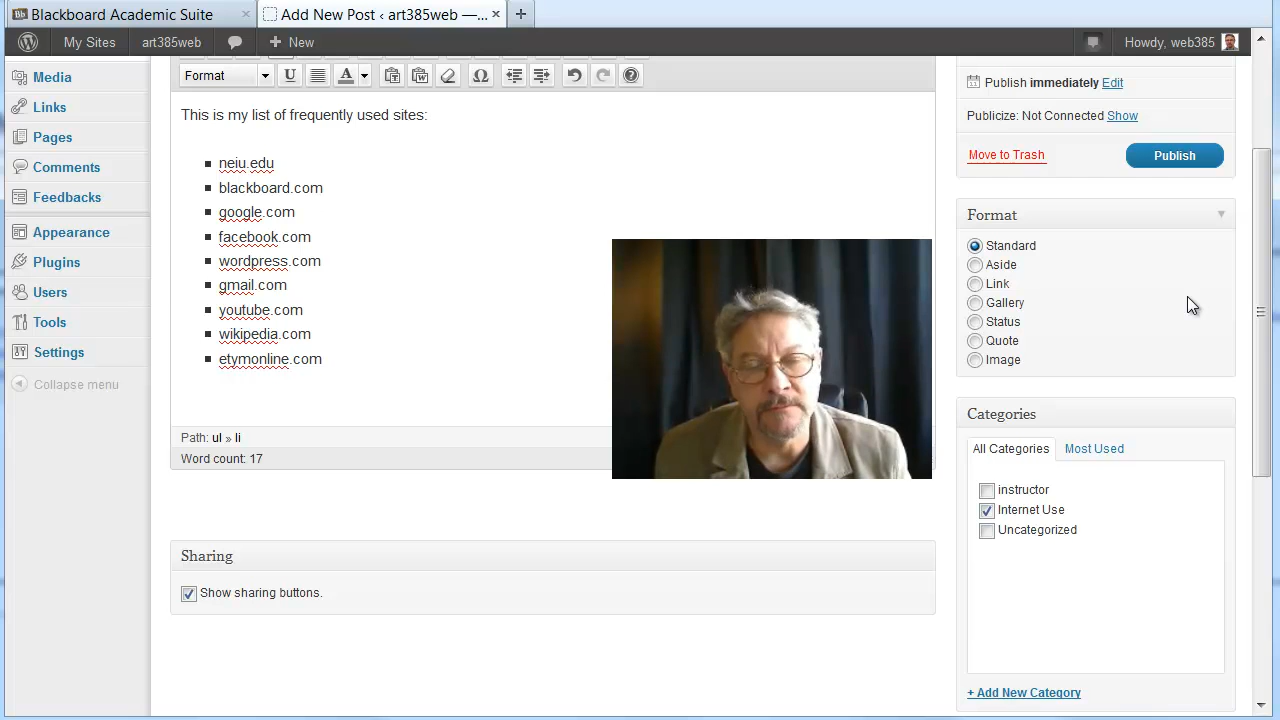 Bb Blackboard Academic Suite
Add New Post ‹ art385web —...
My Sites
art385web
New
Howdy, web385
Media
Links
Pages
Comments
Feedbacks
Appearance
Plugins
Users
Tools
Settings
Collapse menu
Format
This is my list of frequently used sites:
neiu.edu
blackboard.com
google.com
facebook.com
wordpress.com
gmail.com
youtube.com
wikipedia.com
etymonline.com
Path: ul » li
Word count: 17
Sharing
Show sharing buttons.
Publish immediately Edit
Publicize: Not Connected Show
Move to Trash
Publish
Format
Standard
Aside
Link
Gallery
Status
Quote
Image
Categories
All Categories
Most Used
instructor
Internet Use
Uncategorized
+ Add New Category